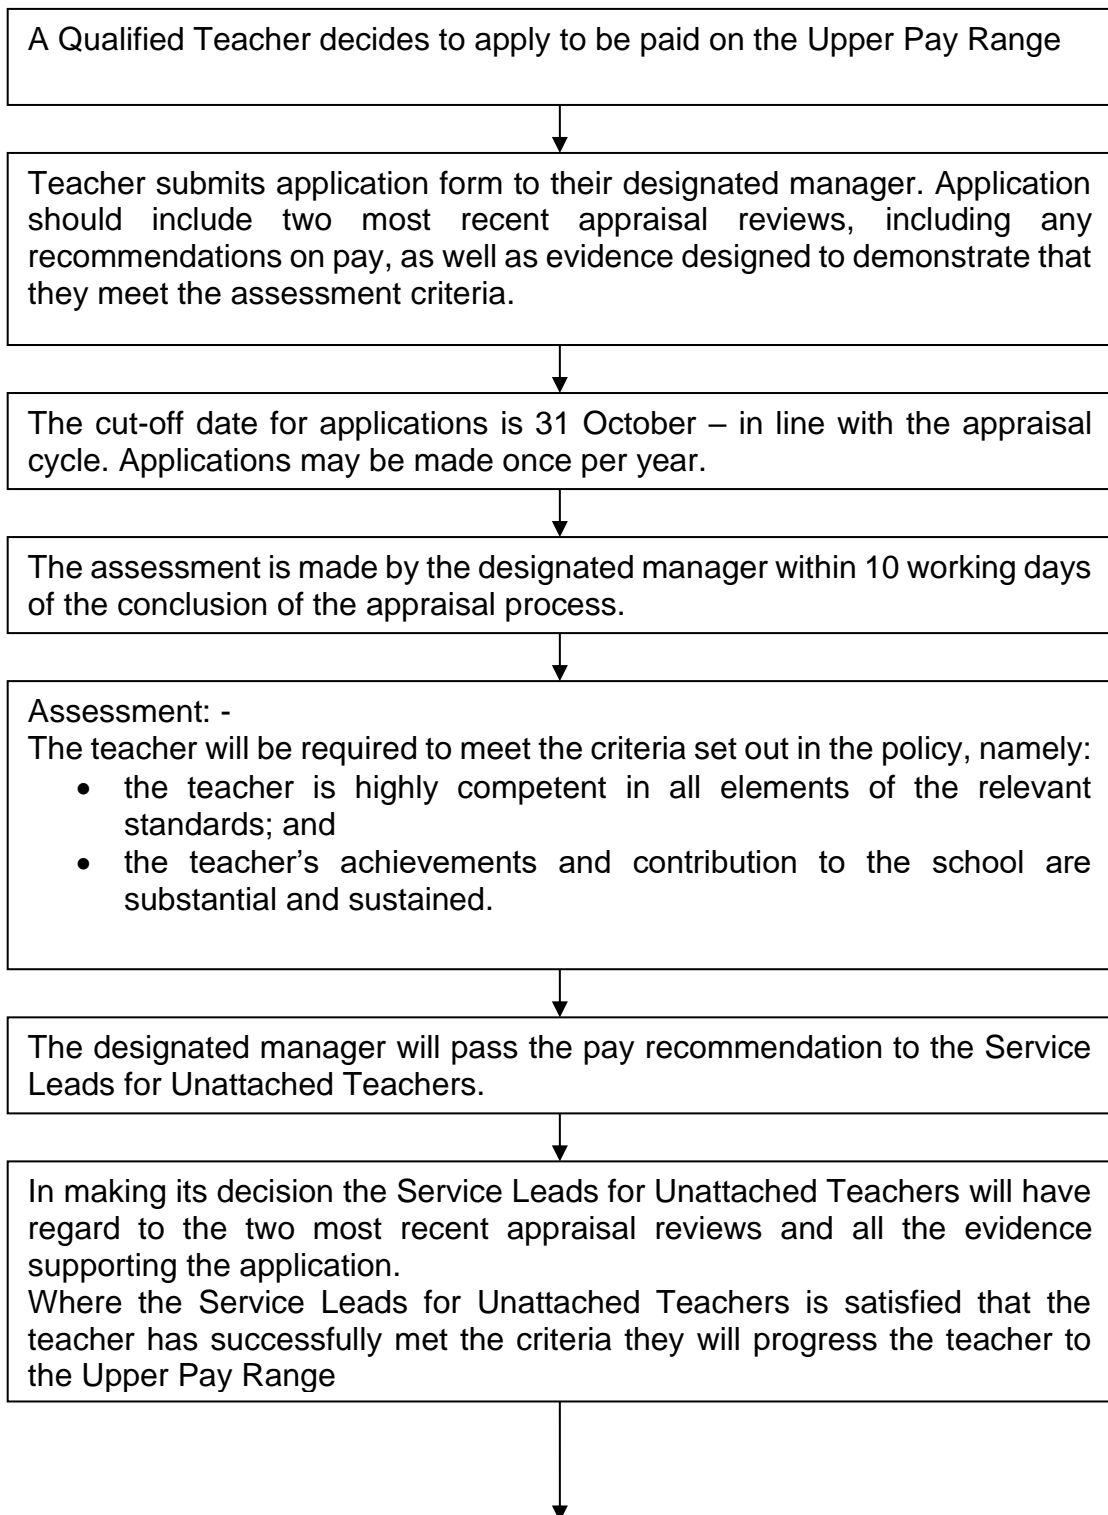 A Qualified Teacher decides to apply to be paid on the Upper Pay Range
Teacher submits application form to their designated manager. Application
should include two most recent appraisal reviews, including any
recommendations on pay, as well as evidence designed to demonstrate that
they meet the assessment criteria.
The cut-off date for applications is 31 October – in line with the appraisal
cycle. Applications may be made once per year.
The assessment is made by the designated manager within 10 working days
of the conclusion of the appraisal process.
Assessment: -
The teacher will be required to meet the criteria set out in the policy, namely:
• the teacher is highly competent in all elements of the relevant
standards; and
• the teacher’s achievements and contribution to the school are
substantial and sustained.
The designated manager will pass the pay recommendation to the Service
Leads for Unattached Teachers.
In making its decision the Service Leads for Unattached Teachers will have
regard to the two most recent appraisal reviews and all the evidence
supporting the application.
Where the Service Leads for Unattached Teachers is satisfied that the
teacher has successfully met the criteria they will progress the teacher to
the Upper Pay Range